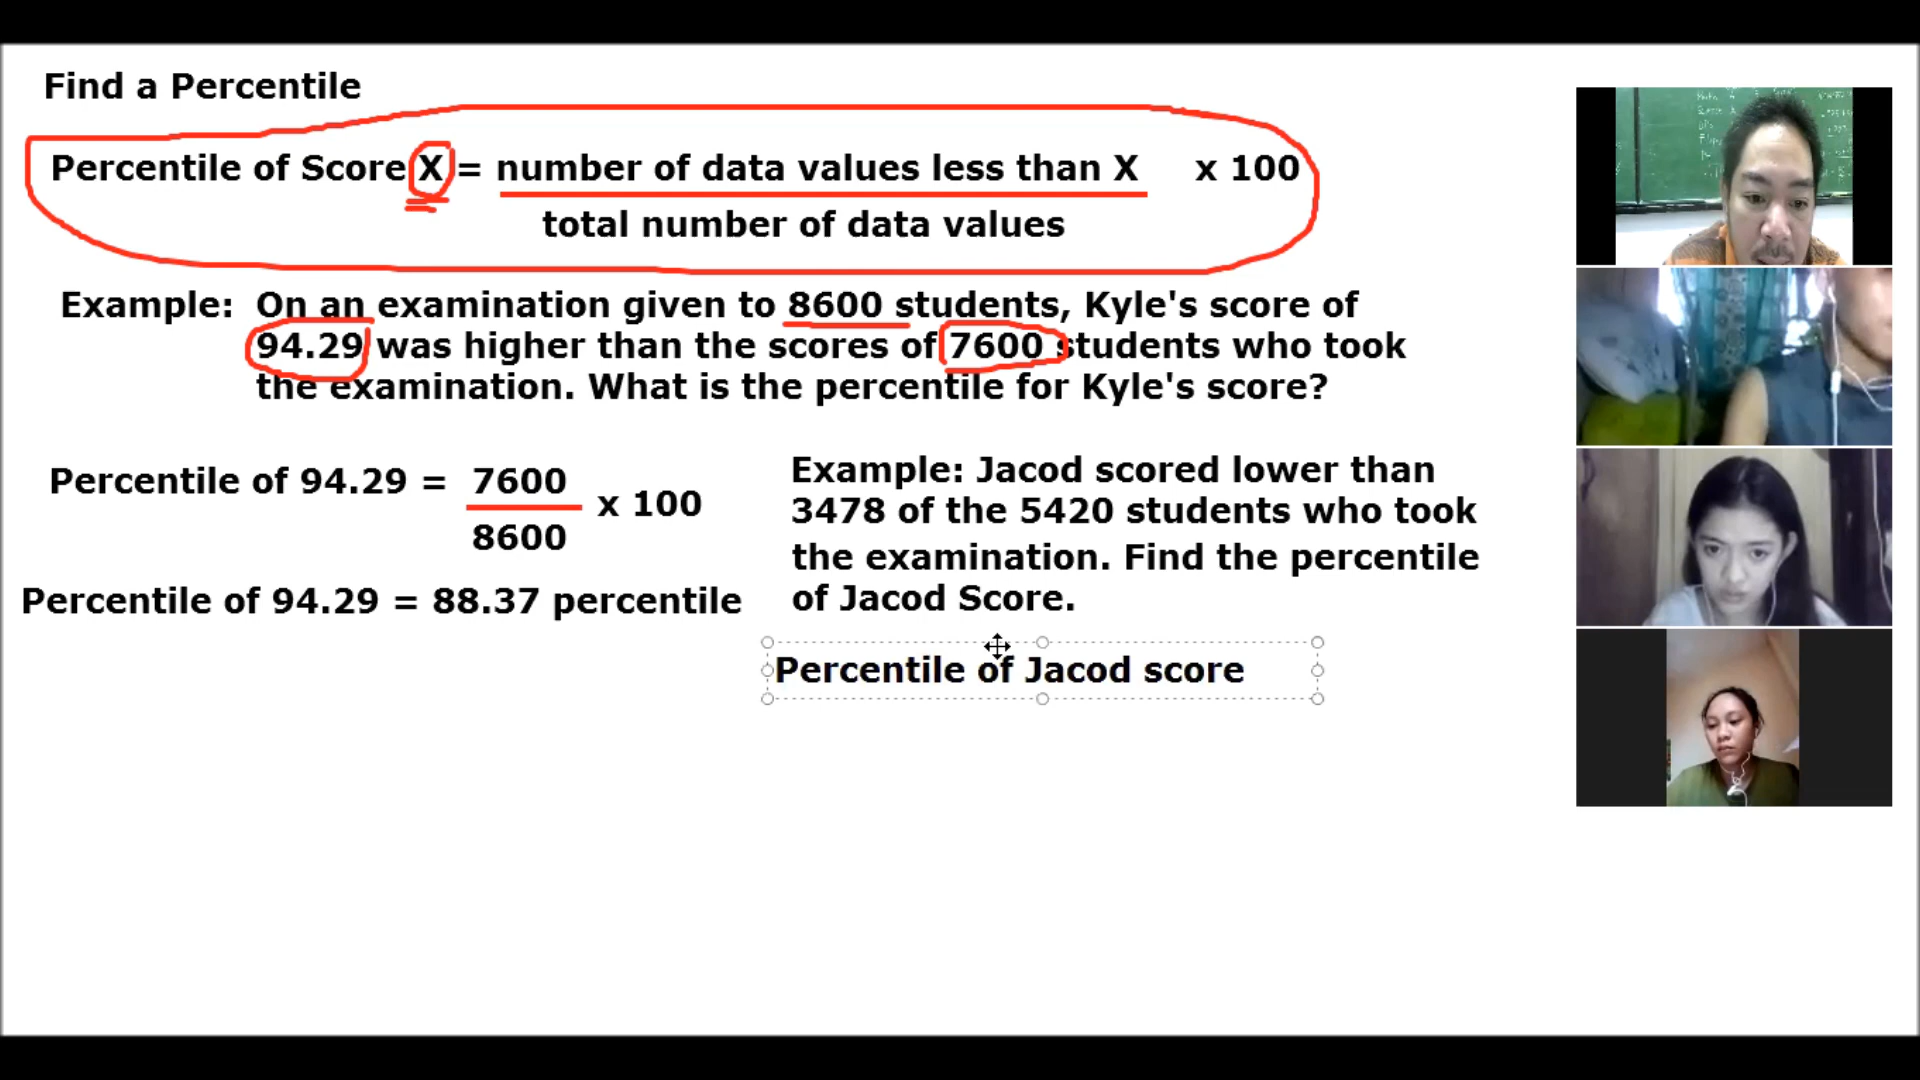 Find a Percentile
Percentile of Score X = number of data values less than X x 100
total number of data values
Example: On an examination given to 8600 students, Kyle's score of
94.29 was higher than the scores of 7600 students who took
the examination. What is the percentile for Kyle's score?
Percentile of 94.29 = 7600 x 100
8600
Percentile of 94.29 = 88.37 percentile
Example: Jacod scored lower than
3478 of the 5420 students who took
the examination. Find the percentile
of Jacod Score.
Percentile of Jacod score